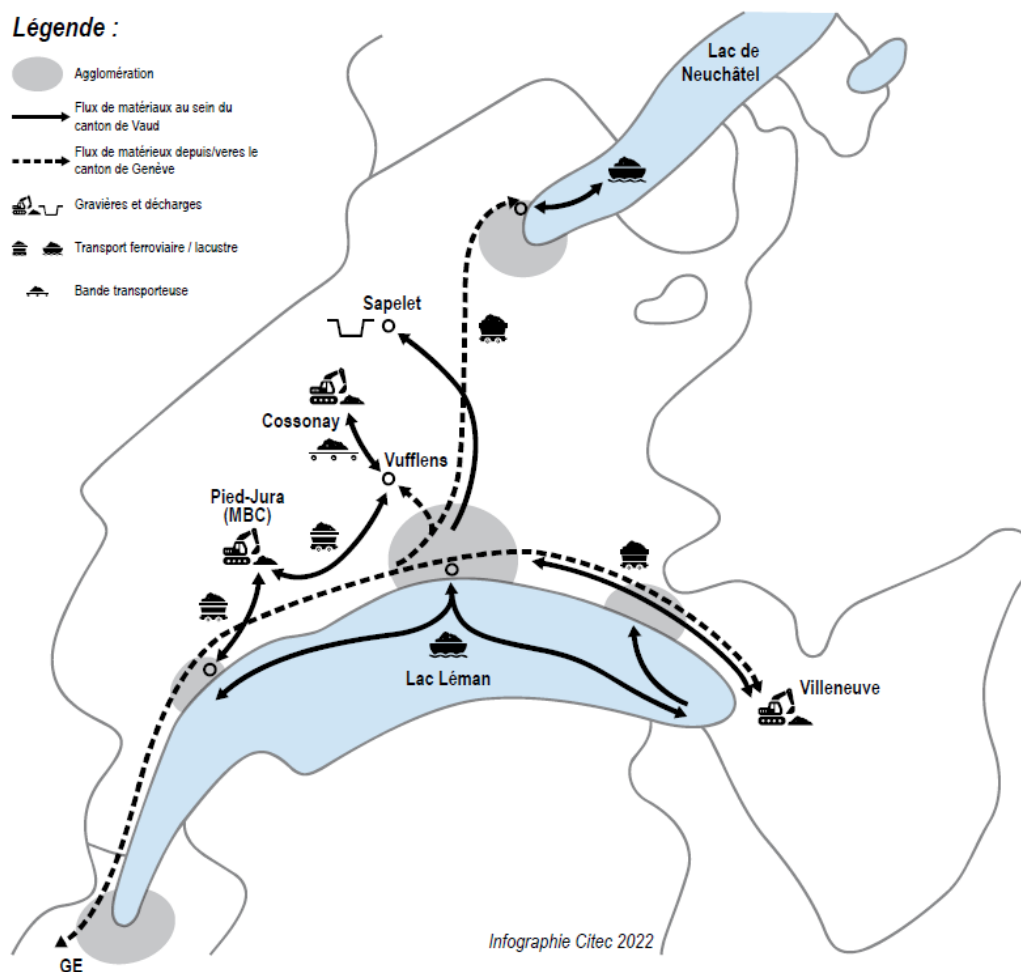 Légende :
Agglomération
Flux de matériaux au sein du
canton de Vaud
Flux de matérieux depuis/veres le
canton de Genève
Gravières et décharges
Transport ferroviaire / lacustre
Bande transporteuse
Lac de
Neuchâtel
Sapelet
Cossonay
Vufflens
Pied-Jura
(MBC)
Lac Léman
Villeneuve
Infographie Citec 2022
GE